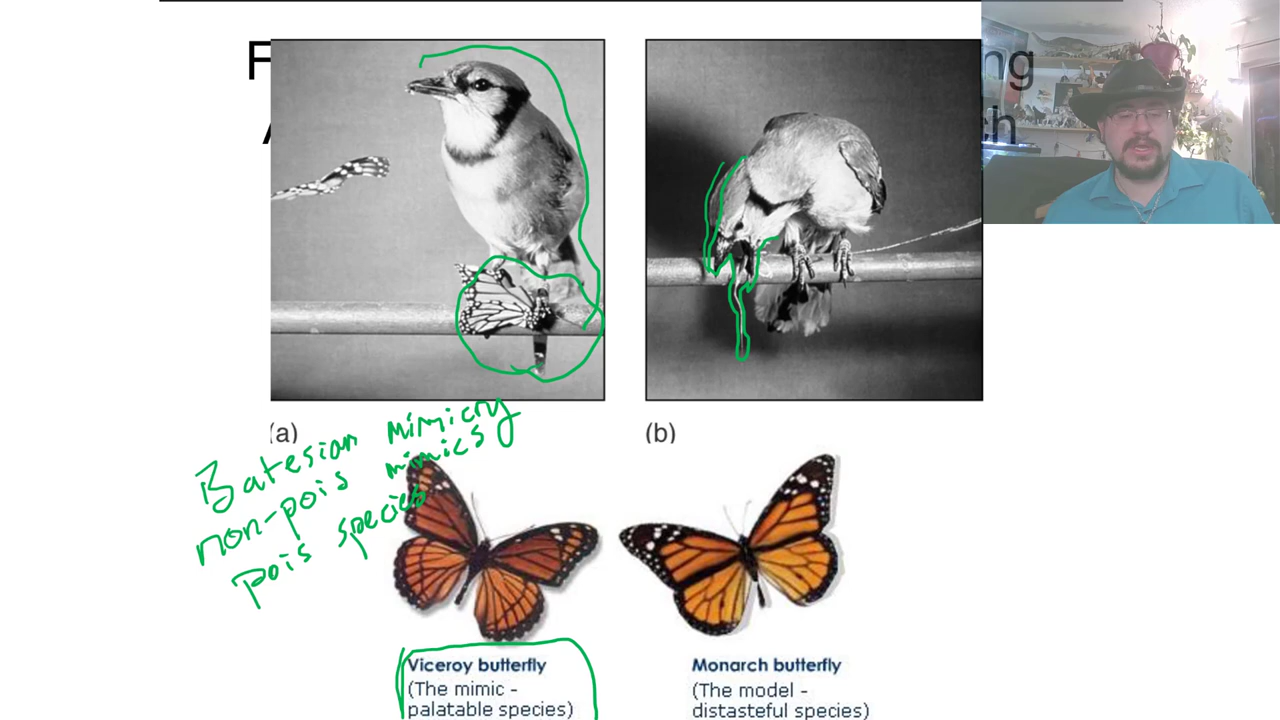 F
ng
A
h
(a)
(b)
Batesian mimicry
non-pois mimics
pois species
Viceroy butterfly
(The mimic -
palatable species)
Monarch butterfly
(The model -
distasteful species)